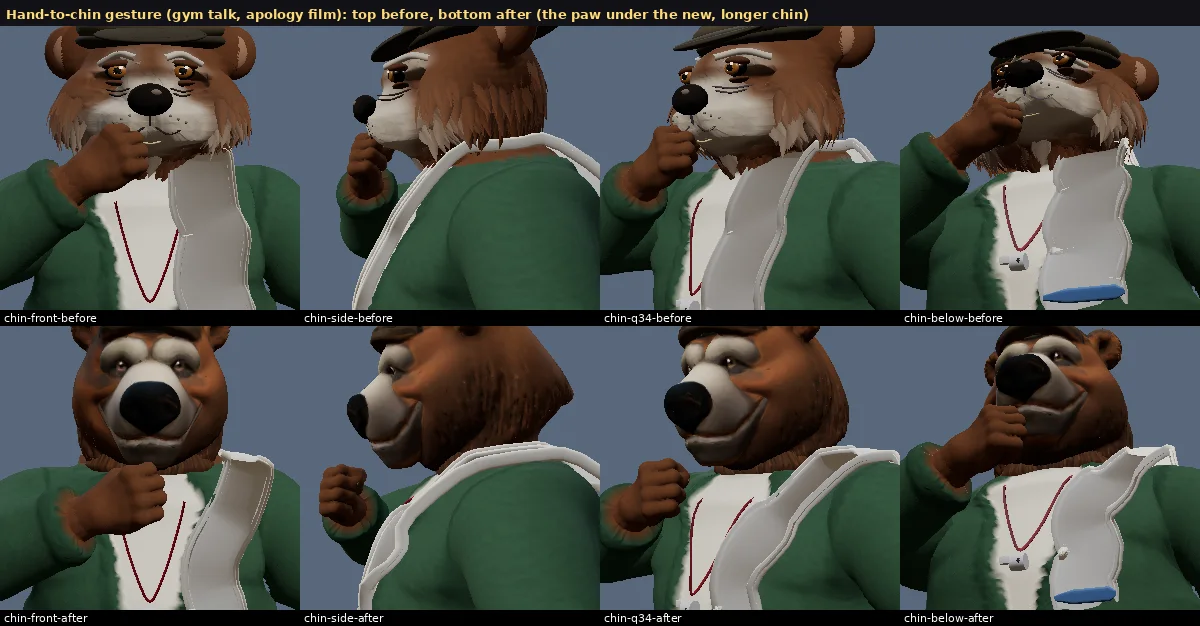 Hand-to-chin gesture (gym talk, apology film): top before, bottom after (the paw under the new, longer chin)
chin-front-before
chin-side-before
chin-q34-before
chin-below-before
chin-front-after
chin-side-after
chin-q34-after
chin-below-after